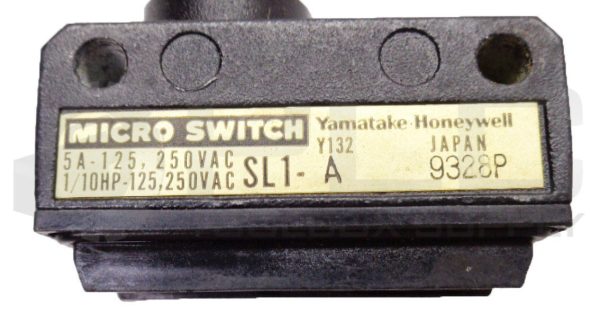 MICRO SWITCH Yamatake-Honeywell
5A-125, 250VAC Y132 JAPAN
1/10HP-125,250VAC SL1- A 9328P